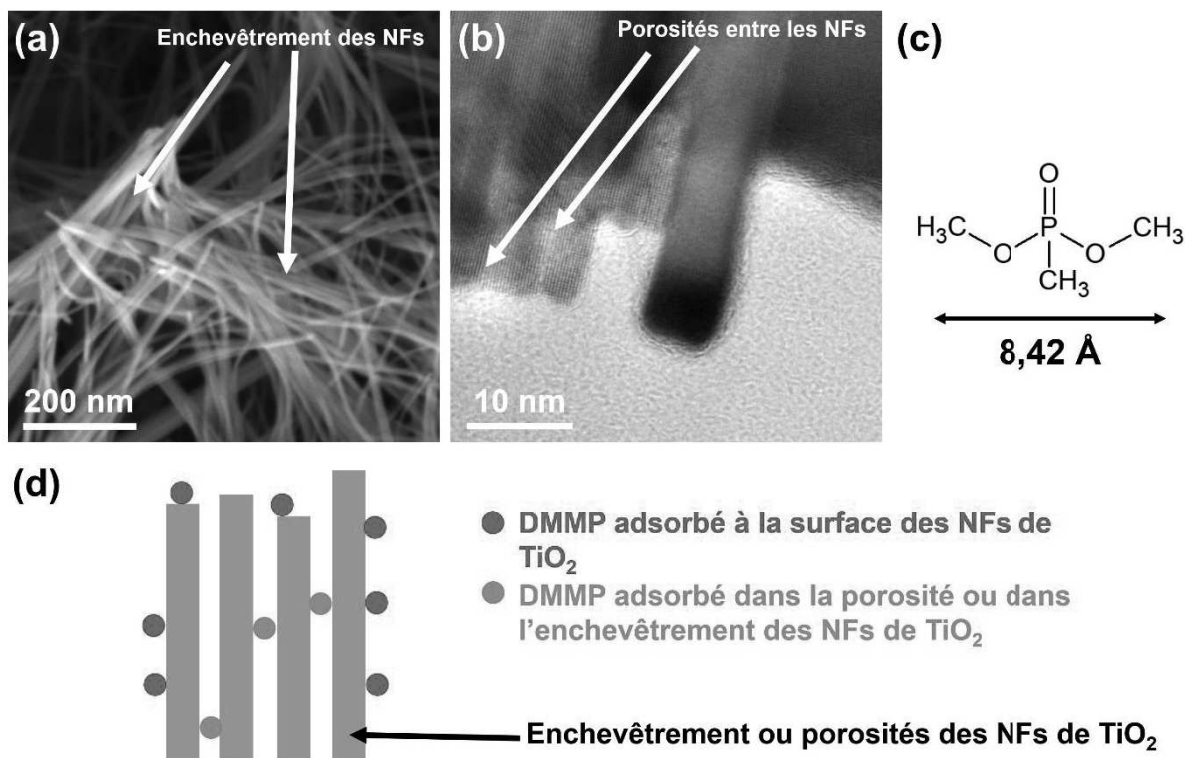 (a)
Enchevêtrement des NFs
200 nm
(b)
Porosités entre les NFs
10 nm
(c)
O
H₃C
O
P
O
CH₃
CH₃
8,42 Å
(d)
DMMP adsorbé à la surface des NFs de
TiO₂
DMMP adsorbé dans la porosité ou dans
l'enchevêtrement des NFs de TiO₂
Enchevêtrement ou porosités des NFs de TiO₂